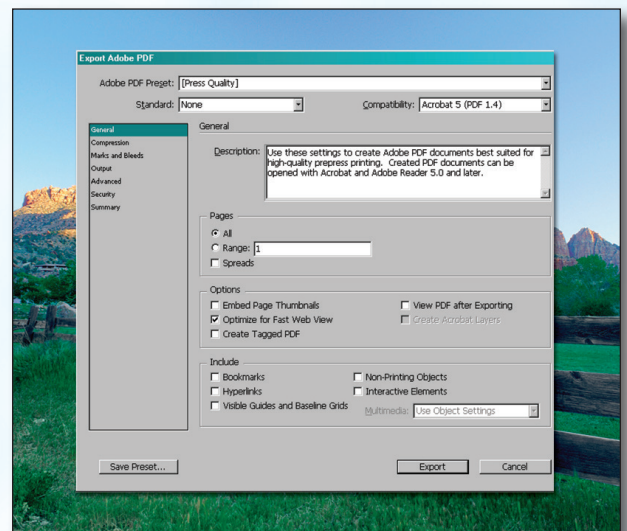 Export Adobe PDF
Adobe PDF Preset: [Press Quality]
Standard: None
Compatibility: Acrobat 5 (PDF 1.4)
General
Compression
Marks and Bleeds
Output
Advanced
Security
Summary
General
Description: Use these settings to create Adobe PDF documents best suited for
high-quality prepress printing. Created PDF documents can be
opened with Acrobat and Adobe Reader 5.0 and later.
Pages
All
Range: 1
Spreads
Options
Embed Page Thumbnails
View PDF after Exporting
Optimize for Fast Web View
Create Acrobat Layers
Create Tagged PDF
Include
Bookmarks
Non-Printing Objects
Hyperlinks
Interactive Elements
Visible Guides and Baseline Grids
Multimedia: Use Object Settings
Save Preset...
Export
Cancel